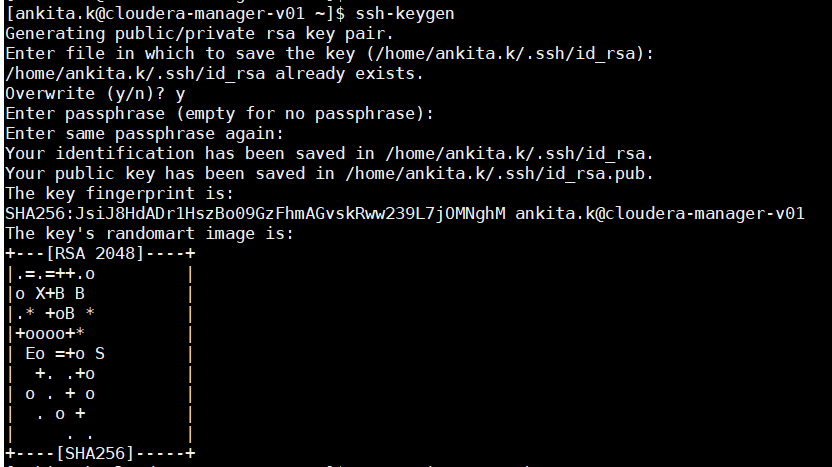 [ankita.k@cloudera-manager-v01 ~]$ ssh-keygen
Generating public/private rsa key pair.
Enter file in which to save the key (/home/ankita.k/.ssh/id_rsa):
/home/ankita.k/.ssh/id_rsa already exists.
Overwrite (y/n)? y
Enter passphrase (empty for no passphrase):
Enter same passphrase again:
Your identification has been saved in /home/ankita.k/.ssh/id_rsa.
Your public key has been saved in /home/ankita.k/.ssh/id_rsa.pub.
The key fingerprint is:
SHA256:JsiJ8HdADr1HszBo09GzFhmAGvskRww239L7jOMNghM ankita.k@cloudera-manager-v01
The key's randomart image is:
+---[RSA 2048]----+
|.=.=++.o         |
|o X+B B          |
|.* +oB *         |
|+oooo+*          |
| Eo =+o S        |
|  +. .+o         |
| o . + o         |
|  . o +          |
|     . .         |
+----[SHA256]-----+